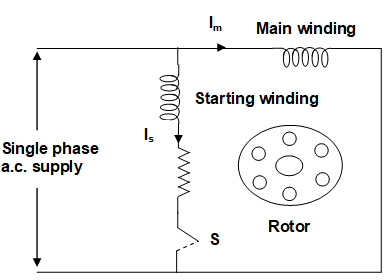 Im
Main winding
Starting winding
Is
Single phase
a.c. supply
S
Rotor